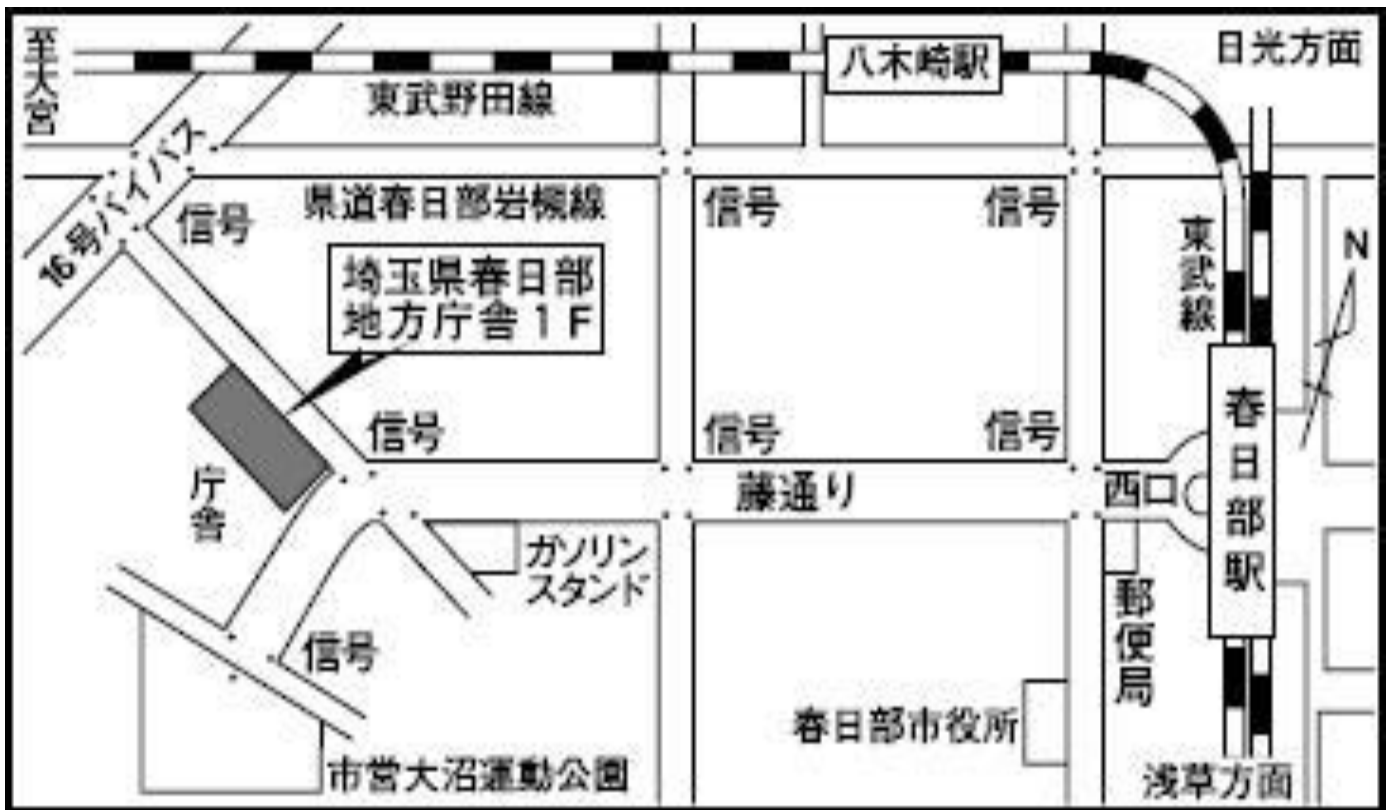 至大宮
八木崎駅
日光方面
東武野田線
16号バイパス
信号
県道春日部岩槻線
信号
信号
東武線
N
埼玉県春日部
地方庁舎1F
信号
信号
信号
春日部駅
藤通り
西口
庁舎
ガソリン
スタンド
郵便局
信号
春日部市役所
市営大沼運動公園
浅草方面